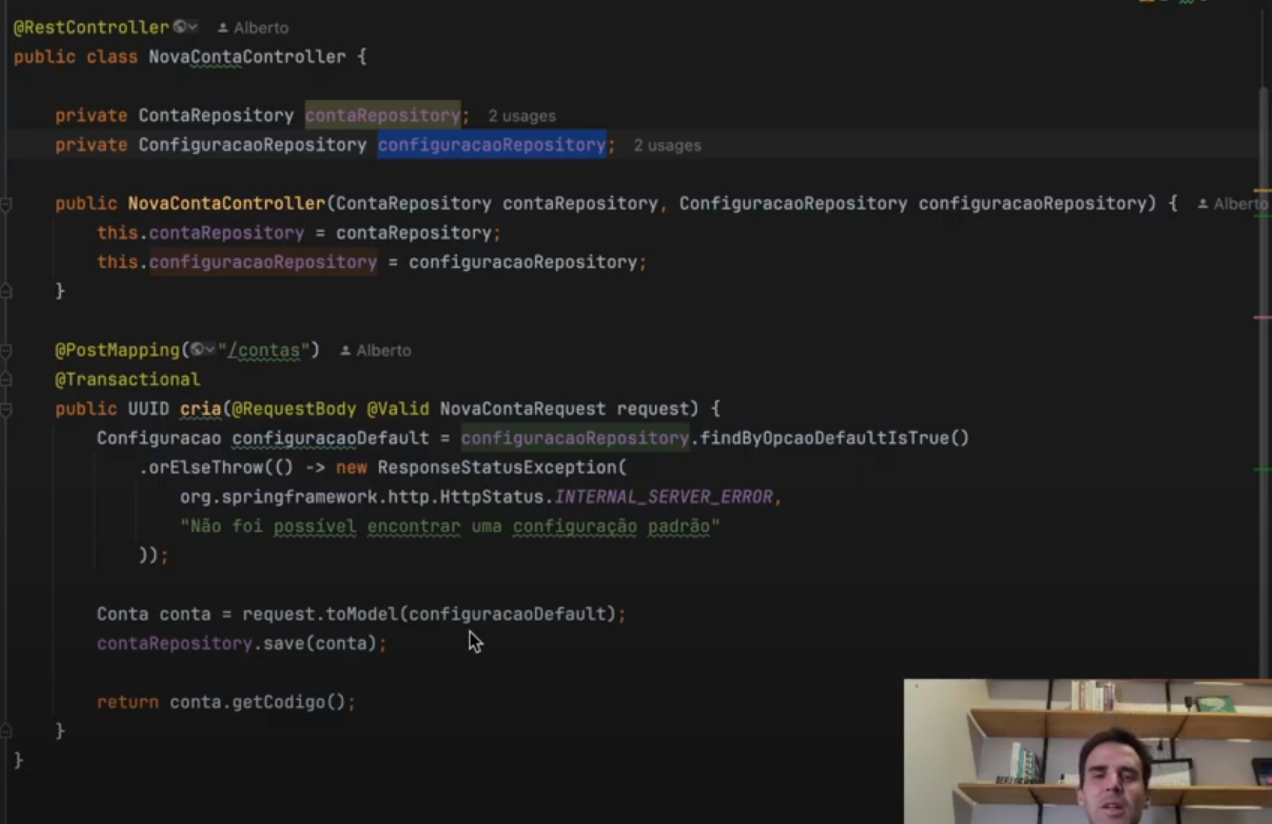 @RestController Alberto
public class NovaContaController {
private ContaRepository contaRepository; 2 usages
private ConfiguracaoRepository configuracaoRepository; 2 usages
public NovaContaController(ContaRepository contaRepository, ConfiguracaoRepository configuracaoRepository) { Alberto
this.contaRepository = contaRepository;
this.configuracaoRepository = configuracaoRepository;
}
@PostMapping("/contas") Alberto
@Transactional
public UUID cria(@RequestBody @Valid NovaContaRequest request) {
Configuracao configuracaoDefault = configuracaoRepository.findByOpcaoDefaultIsTrue()
.orElseThrow(() -> new ResponseStatusException(
org.springframework.http.HttpStatus.INTERNAL_SERVER_ERROR,
"Não foi possível encontrar uma configuração padrão"
));
Conta conta = request.toModel(configuracaoDefault);
contaRepository.save(conta);
return conta.getCodigo();
}
}